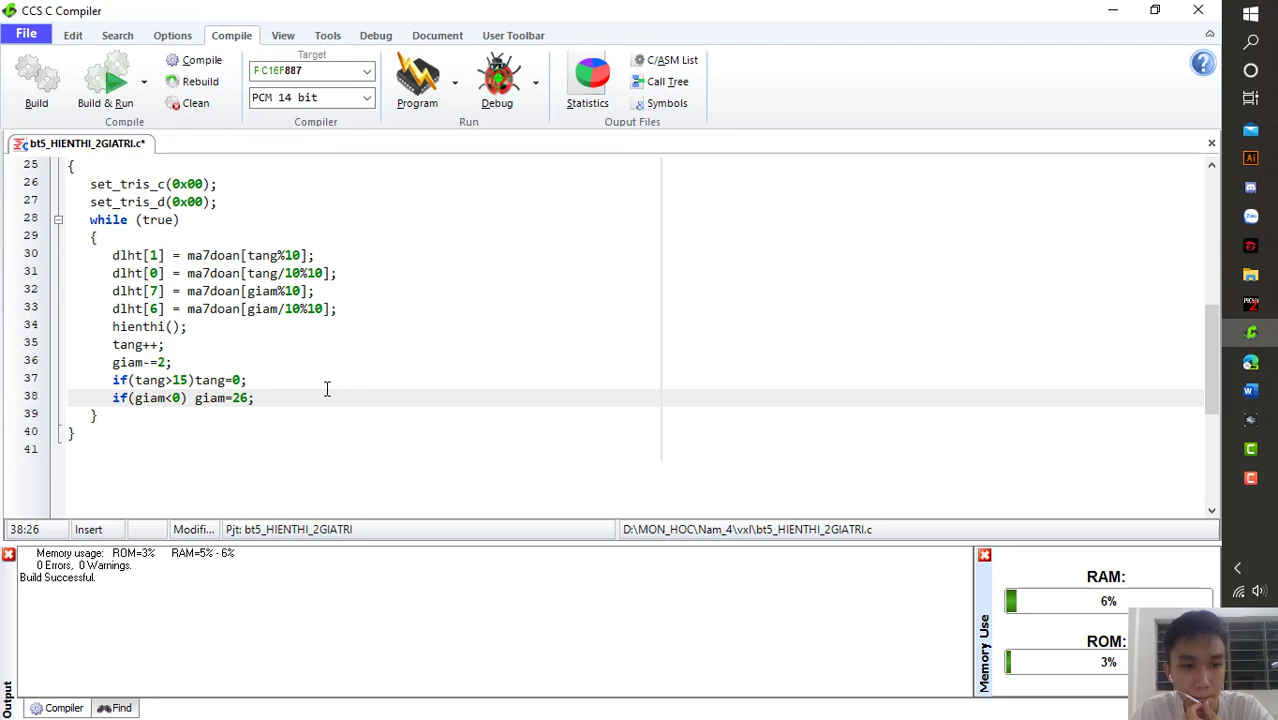 CCS C Compiler
File Edit Search Options Compile View Tools Debug Document User Toolbar
Build
Build & Run
Compile
Rebuild
Clean
Compile
Target
PIC16F887
PCM 14 bit
Compiler
Program
Debug
Run
Statistics
C/ASM List
Call Tree
Symbols
Ouput Files
bt5_HIENTHI_2GIATRI.c*
25 {
26 set_tris_c(0x00);
27 set_tris_d(0x00);
28 while (true)
29 {
30 dlht[1] = ma7doan[tang%10];
31 dlht[0] = ma7doan[tang/10%10];
32 dlht[7] = ma7doan[giam%10];
33 dlht[6] = ma7doan[giam/10%10];
34 hienthi();
35 tang++;
36 giam-=2;
37 if(tang>15)tang=0;
38 if(giam<0) giam=26;
39 }
40 }
41
38:26 Insert Modifi... Pjt: bt5_HIENTHI_2GIATRI D:\MON_HOC\Nam_4\vxl\bt5_HIENTHI_2GIATRI.c
Memory usage: ROM=3% RAM=5% - 6%
0 Errors, 0 Warnings.
Build Successful.
Output
Compiler Find
Memory Use
RAM:
6%
ROM:
3%
Ai
Zalo